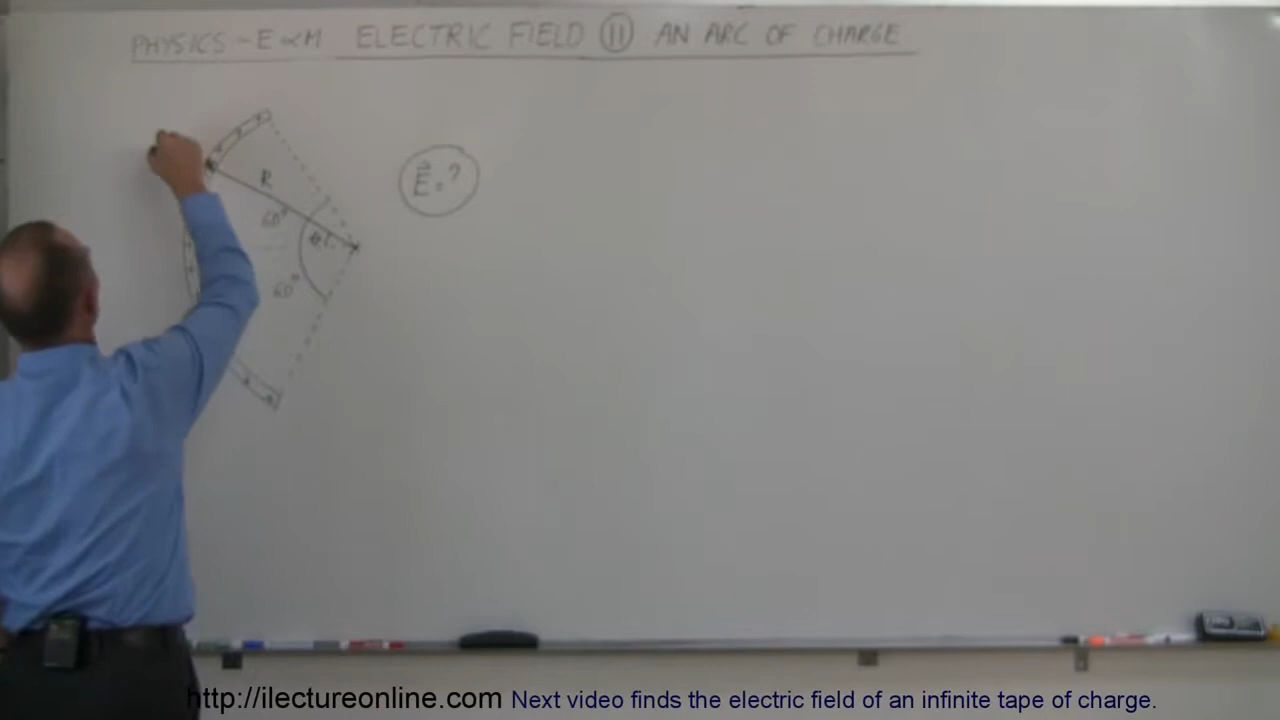 PHYSICS - E & M ELECTRIC FIELD ⑪ AN ARC OF CHARGE
R
E = ?
60°
60°
http://ilectureonline.com Next video finds the electric field of an infinite tape of charge.